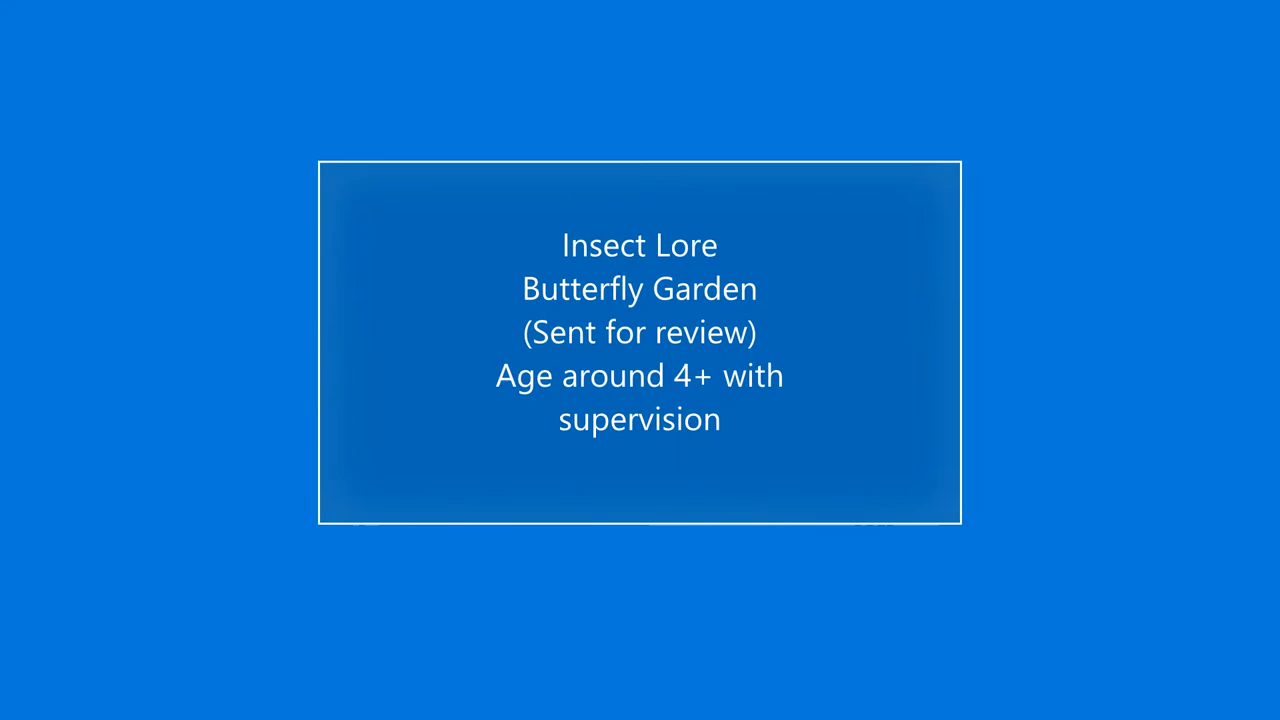 Insect Lore
Butterfly Garden
(Sent for review)
Age around 4+ with
supervision